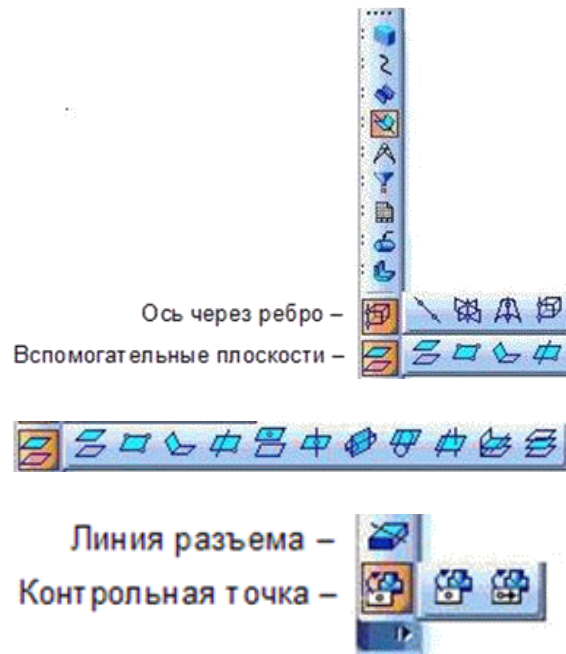 Ось через ребро –
Вспомогательные плоскости –
Линия разъема –
Контрольная точка –